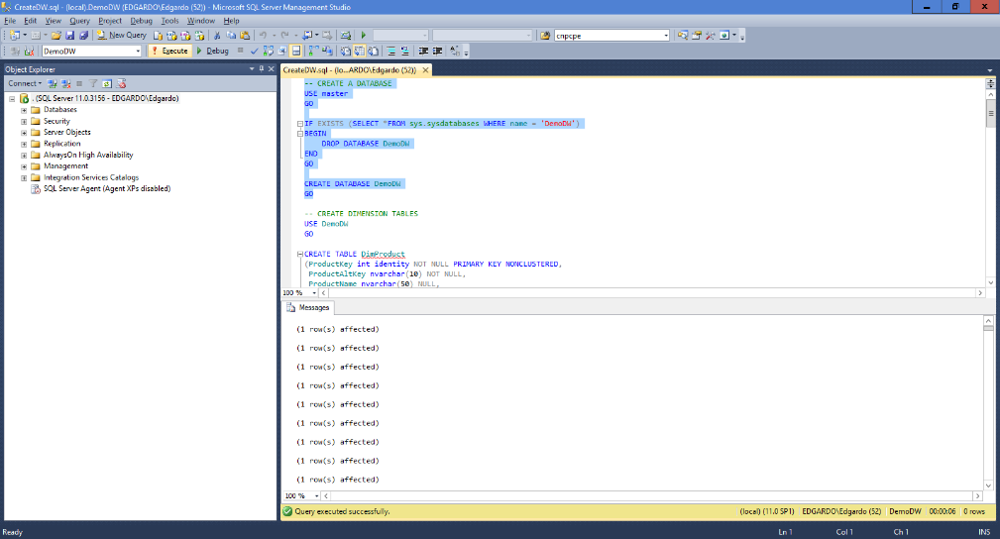 CreateDW.sql - (local).DemoDW (EDGARDO\Edgardo (52)) - Microsoft SQL Server Management Studio
File Edit View Query Project Debug Tools Window Help
New Query
cnpcpe
DemoDW
Execute
Debug
Object Explorer
Connect
. (SQL Server 11.0.3156 - EDGARDO\Edgardo)
Databases
Security
Server Objects
Replication
AlwaysOn High Availability
Management
Integration Services Catalogs
SQL Server Agent (Agent XPs disabled)
CreateDW.sql - (lo...ARDO\Edgardo (52))
-- CREATE A DATABASE
USE master
GO
IF EXISTS (SELECT *FROM sys.sysdatabases WHERE name = 'DemoDW')
BEGIN
DROP DATABASE DemoDW
END
GO
CREATE DATABASE DemoDW
GO
-- CREATE DIMENSION TABLES
USE DemoDW
GO
CREATE TABLE DimProduct
(ProductKey int identity NOT NULL PRIMARY KEY NONCLUSTERED,
ProductAltKey nvarchar(10) NOT NULL,
ProductName nvarchar(50) NULL,
100 %
Messages
(1 row(s) affected)
(1 row(s) affected)
(1 row(s) affected)
(1 row(s) affected)
(1 row(s) affected)
(1 row(s) affected)
(1 row(s) affected)
(1 row(s) affected)
(1 row(s) affected)
100 %
Query executed successfully. (local) (11.0 SP1) EDGARDO\Edgardo (52) DemoDW 00:00:06 0 rows
Ready Ln 1 Col 1 Ch 1 INS